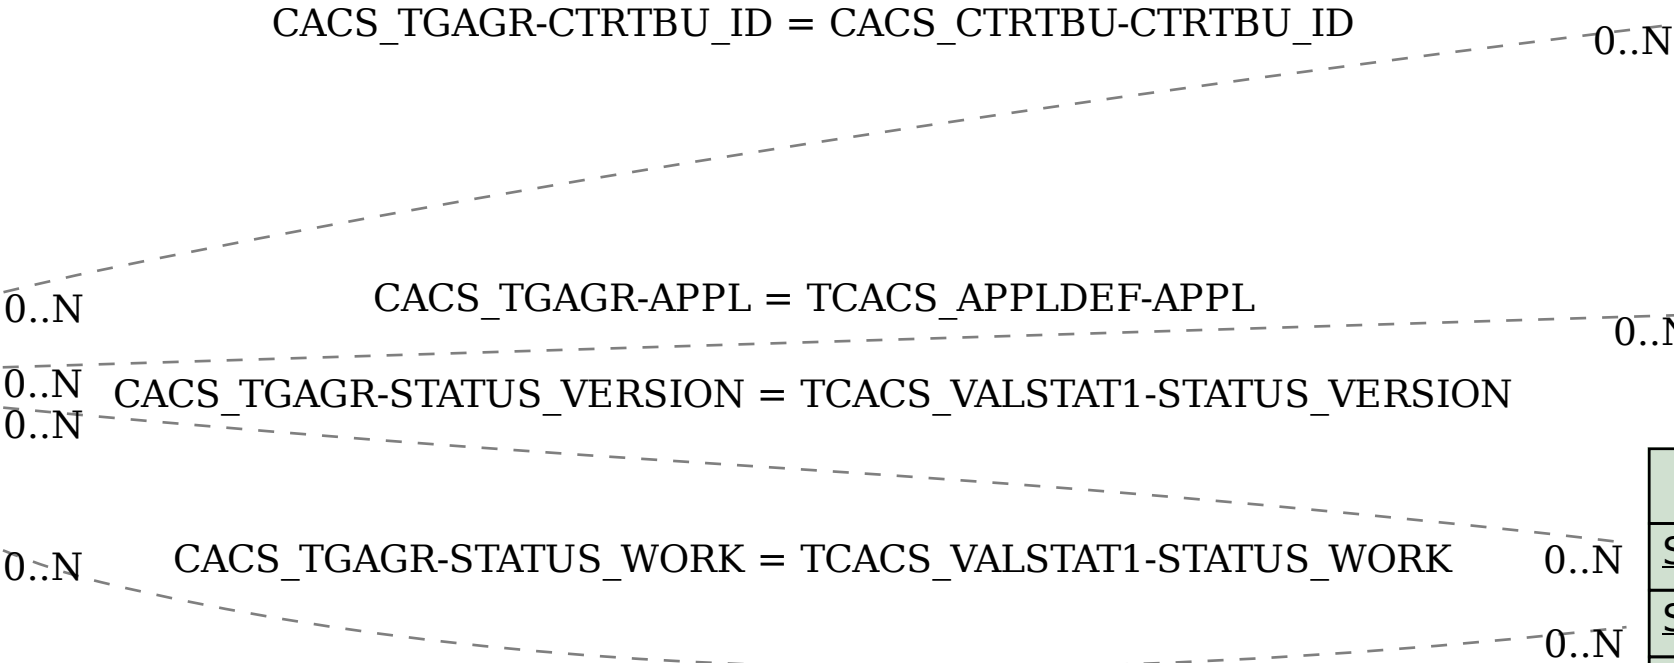 CACS_TGAGR-CTRTBU_ID = CACS_CTRTBU-CTRTBU_ID
0..N
0..N
CACS_TGAGR-APPL = TCACS_APPLDEF-APPL
0..N
0..N
CACS_TGAGR-STATUS_VERSION = TCACS_VALSTAT1-STATUS_VERSION
0..N
0..N
CACS_TGAGR-STATUS_WORK = TCACS_VALSTAT1-STATUS_WORK
0..N
0..N